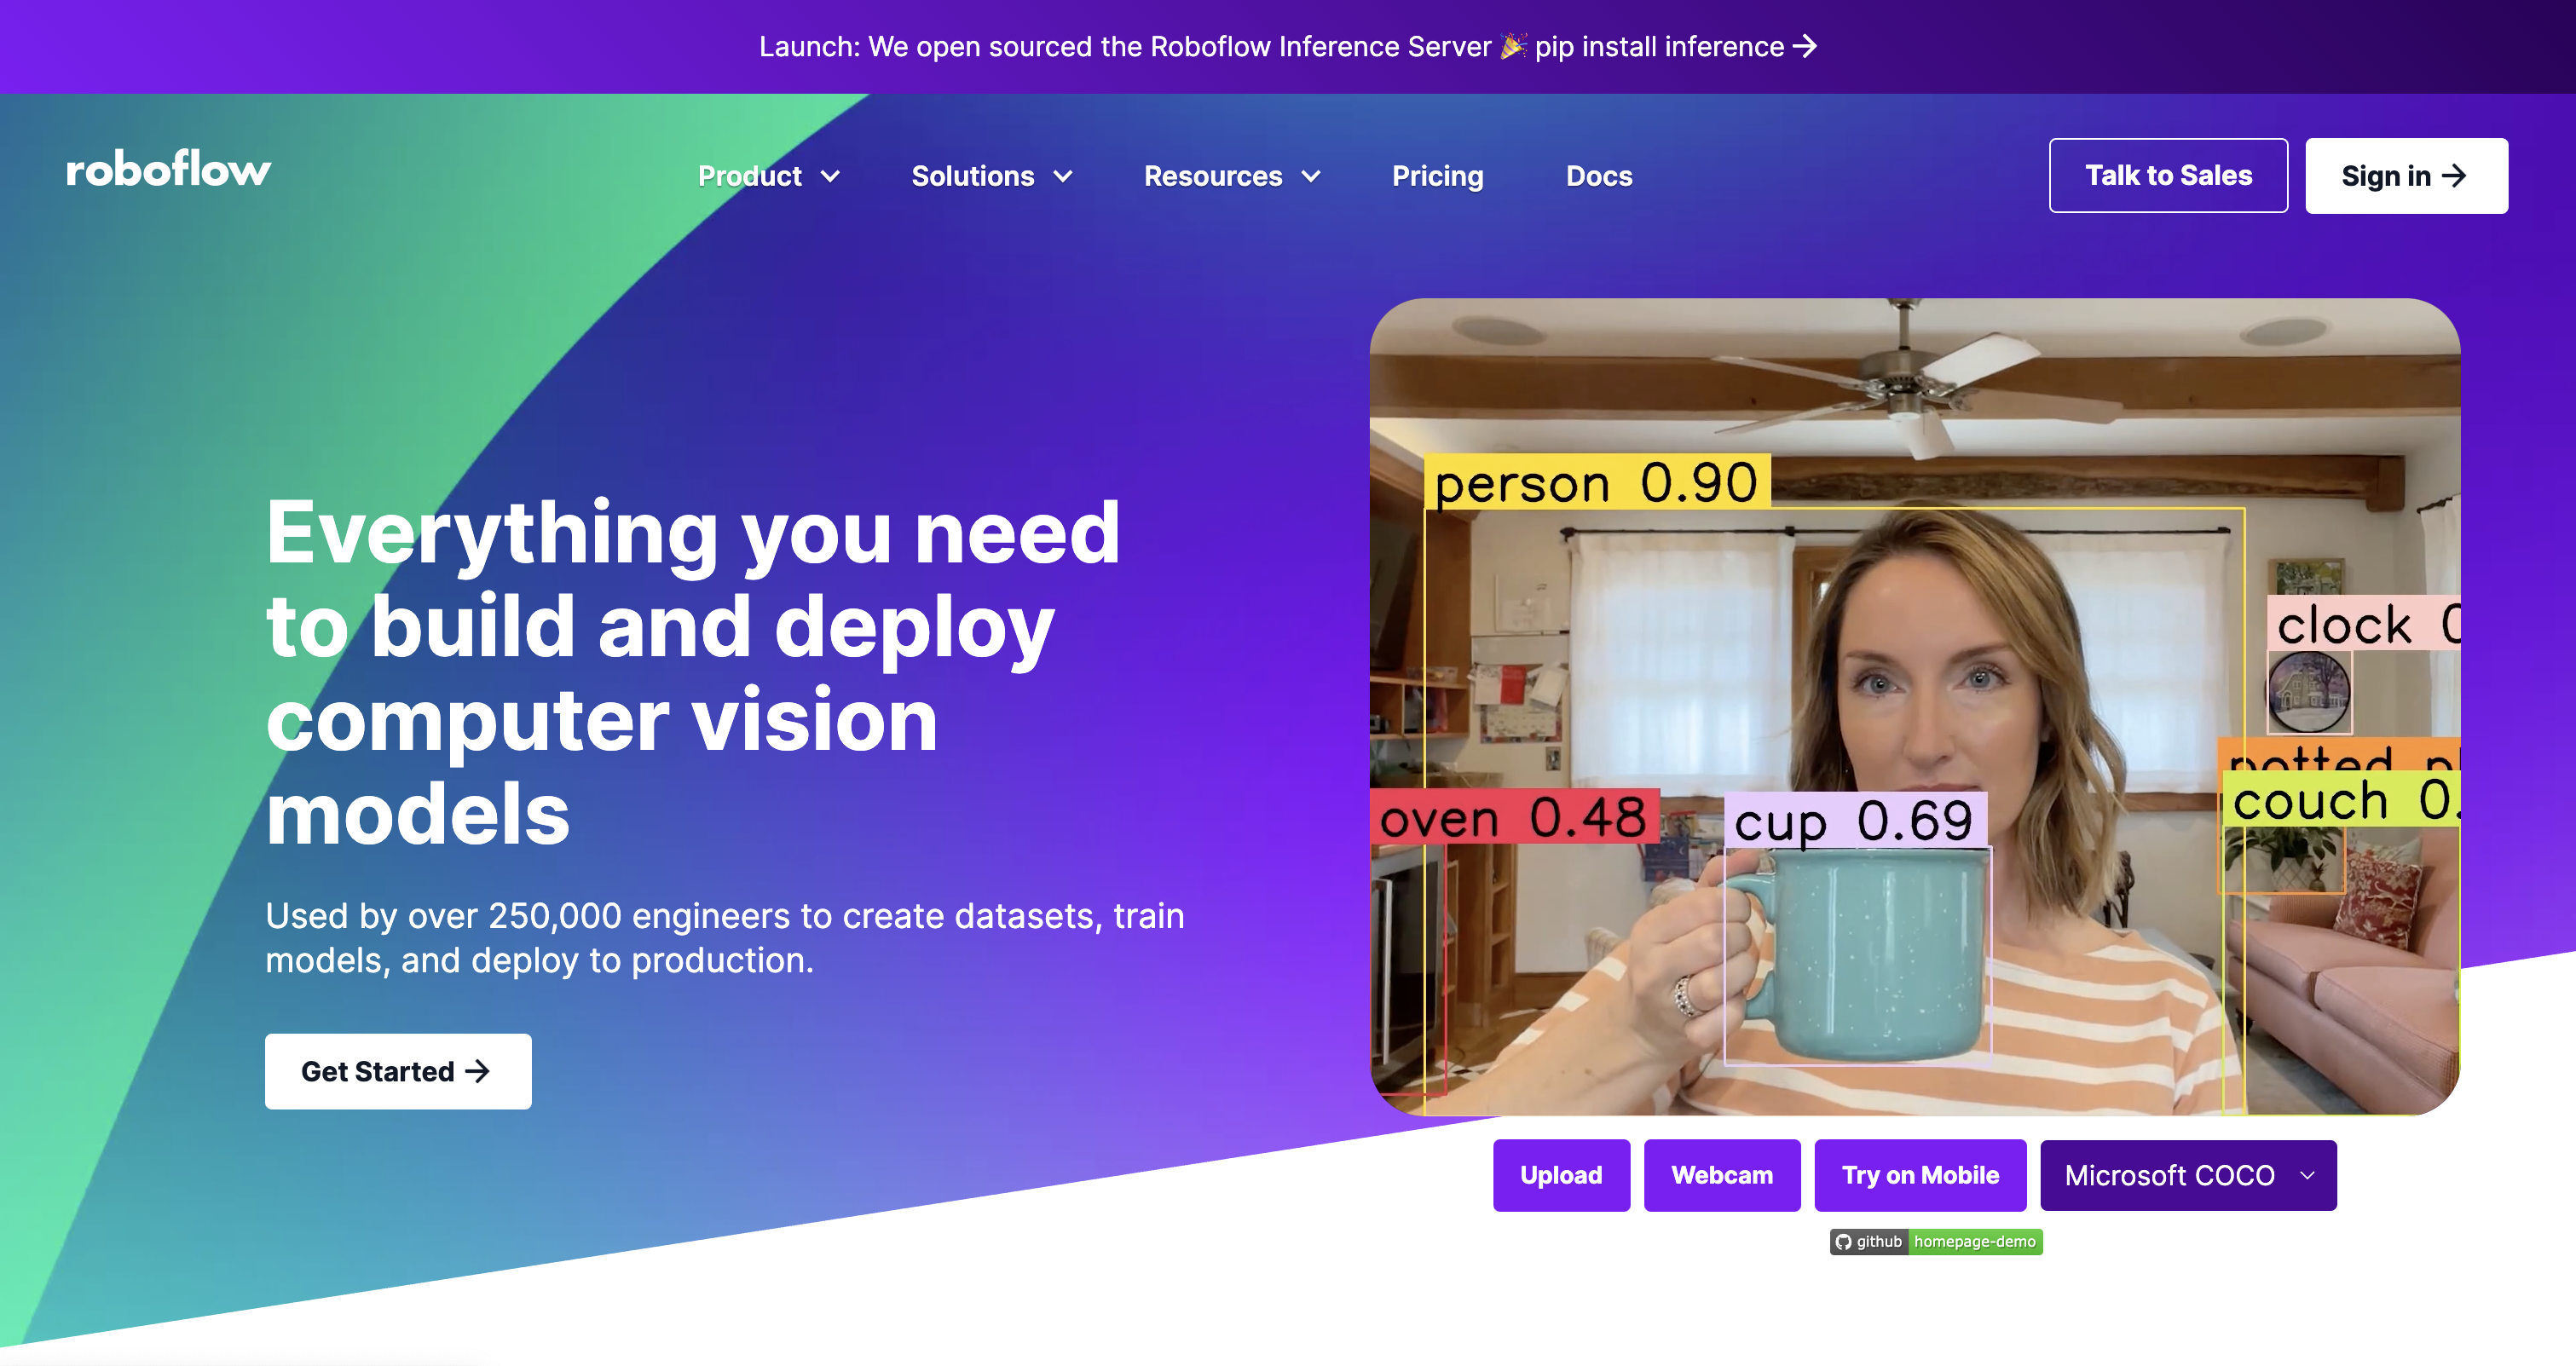 Launch: We open sourced the Roboflow Inference Server 🎉 pip install inference →
roboflow
Product
Solutions
Resources
Pricing
Docs
Talk to Sales
Sign in →
Everything you need
to build and deploy
computer vision
models
Used by over 250,000 engineers to create datasets, train
models, and deploy to production.
Get Started →
person 0.90
clock
potted
couch 0.
oven 0.48
cup 0.69
Upload
Webcam
Try on Mobile
Microsoft COCO
github homepage-demo